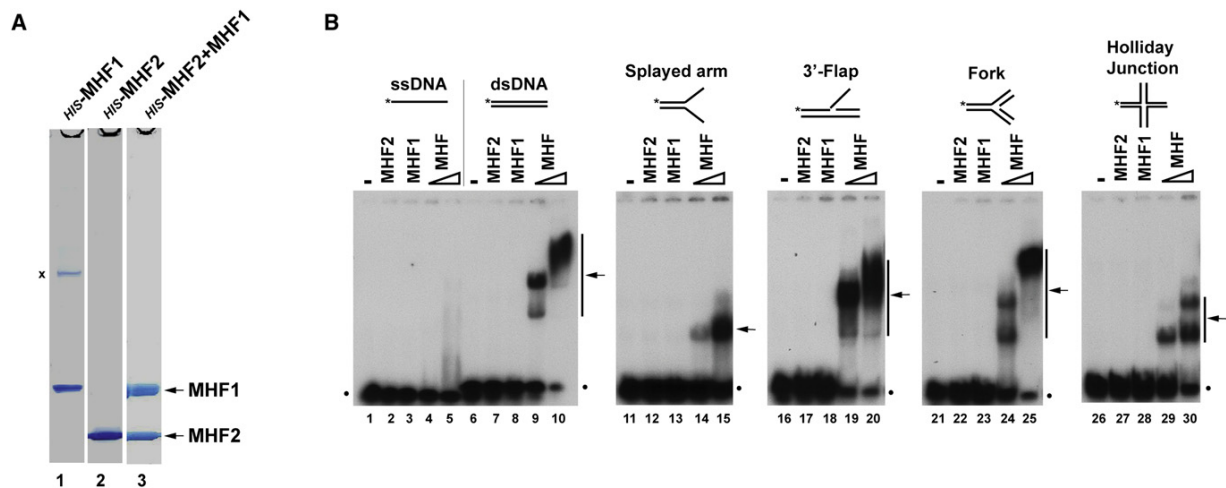 A
HIS-MHF1
HIS-MHF2
HIS-MHF2+MHF1
x
MHF1
MHF2
1 2 3
B
ssDNA dsDNA
* *
- MHF2 MHF1 MHF - MHF2 MHF1 MHF
1 2 3 4 5 6 7 8 9 10
Splayed arm
*
- MHF2 MHF1 MHF
11 12 13 14 15
3’-Flap
*
- MHF2 MHF1 MHF
16 17 18 19 20
Fork
*
- MHF2 MHF1 MHF
21 22 23 24 25
Holliday
Junction
*
- MHF2 MHF1 MHF
26 27 28 29 30